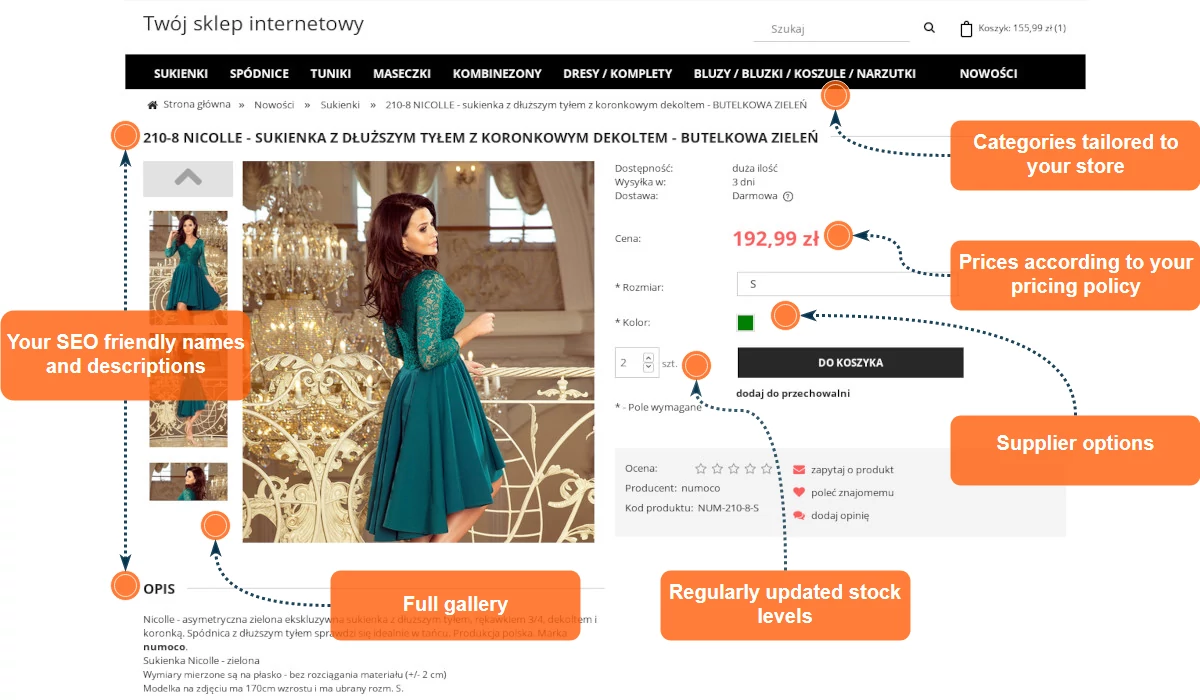 Twój sklep internetowy
Szukaj
Koszyk: 155,99 zł (1)
SUKIENKI SPÓDNICE TUNIKI MASECZKI KOMBINEZONY DRESY / KOMPLETY BLUZY / BLUZKI / KOSZULE / NARZUTKI NOWOŚCI
Strona główna » Nowości » Sukienki » 210-8 NICOLLE - sukienka z dłuższym tyłem z koronkowym dekoltem - BUTELKOWA ZIELEŃ
210-8 NICOLLE - SUKIENKA Z DŁUŻSZYM TYŁEM Z KORONKOWYM DEKOLTEM - BUTELKOWA ZIELEŃ
Categories tailored to
your store
Dostępność: duża ilość
Wysyłka w: 3 dni
Dostawa: Darmowa ?
Cena: 192,99 zł
Prices according to your
pricing policy
* Rozmiar: S
* Kolor:
Your SEO friendly names
and descriptions
2 szt. DO KOSZYKA
dodaj do przechowalni
* - Pole wymagane
Supplier options
Ocena:
Producent: numoco
Kod produktu: NUM-210-8-S
zapytaj o produkt
poleć znajomemu
dodaj opinię
OPIS
Full gallery
Regularly updated stock
levels
Nicolle - asymetryczna zielona ekskluzywna sukienka z dłuższym tyłem, rękawkiem 3/4, dekoltem i
koronką. Spódnica z dłuższym tyłem sprawdzi się idealnie w tańcu. Produkcja polska. Marka
numoco.
Sukienka Nicolle - zielona
Wymiary mierzone są na płasko - bez rozciągania materiału (+/- 2 cm)
Modelka na zdjęciu ma 170cm wzrostu i ma ubrany rozm. S.